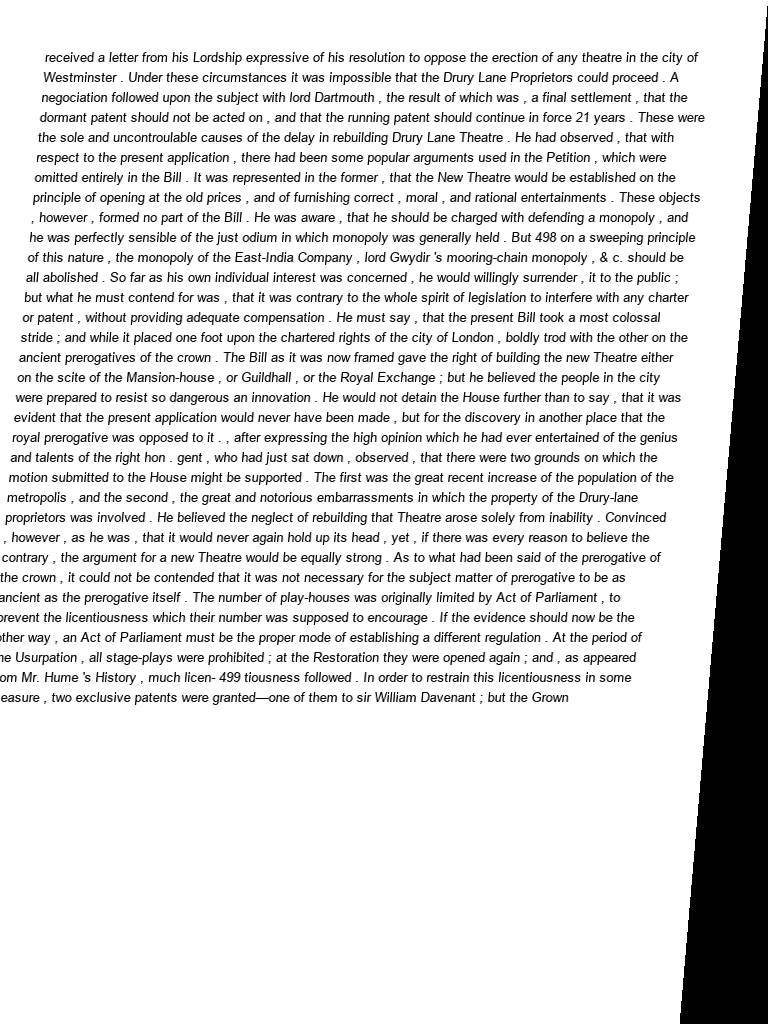 received a letter from his Lordship expressive of his resolution to oppose the erection of any theatre in the city of
Westminster . Under these circumstances it was impossible that the Drury Lane Proprietors could proceed . A
negociation followed upon the subject with lord Dartmouth , the result of which was , a final settlement , that the
dormant patent should not be acted on , and that the running patent should continue in force 21 years . These were
the sole and uncontroulable causes of the delay in rebuilding Drury Lane Theatre . He had observed , that with
respect to the present application , there had been some popular arguments used in the Petition , which were
omitted entirely in the Bill . It was represented in the former , that the New Theatre would be established on the
principle of opening at the old prices , and of furnishing correct , moral , and rational entertainments . These objects
, however , formed no part of the Bill . He was aware , that he should be charged with defending a monopoly , and
he was perfectly sensible of the just odium in which monopoly was generally held . But 498 on a sweeping principle
of this nature , the monopoly of the East-India Company , lord Gwydir 's mooring-chain monopoly , & c. should be
all abolished . So far as his own individual interest was concerned , he would willingly surrender , it to the public ;
but what he must contend for was , that it was contrary to the whole spirit of legislation to interfere with any charter
or patent , without providing adequate compensation . He must say , that the present Bill took a most colossal
stride ; and while it placed one foot upon the chartered rights of the city of London , boldly trod with the other on the
ancient prerogatives of the crown . The Bill as it was now framed gave the right of building the new Theatre either
on the scite of the Mansion-house , or Guildhall , or the Royal Exchange ; but he believed the people in the city
were prepared to resist so dangerous an innovation . He would not detain the House further than to say , that it was
evident that the present application would never have been made , but for the discovery in another place that the
royal prerogative was opposed to it . , after expressing the high opinion which he had ever entertained of the genius
and talents of the right hon . gent , who had just sat down , observed , that there were two grounds on which the
motion submitted to the House might be supported . The first was the great recent increase of the population of the
metropolis , and the second , the great and notorious embarrassments in which the property of the Drury-lane
proprietors was involved . He believed the neglect of rebuilding that Theatre arose solely from inability . Convinced
, however , as he was , that it would never again hold up its head , yet , if there was every reason to believe the
contrary , the argument for a new Theatre would be equally strong . As to what had been said of the prerogative of
the crown , it could not be contended that it was not necessary for the subject matter of prerogative to be as
ancient as the prerogative itself . The number of play-houses was originally limited by Act of Parliament , to
prevent the licentiousness which their number was supposed to encourage . If the evidence should now be the
other way , an Act of Parliament must be the proper mode of establishing a different regulation . At the period of
he Usurpation , all stage-plays were prohibited ; at the Restoration they were opened again ; and , as appeared
om Mr. Hume 's History , much licen- 499 tiousness followed . In order to restrain this licentiousness in some
easure , two exclusive patents were granted—one of them to sir William Davenant ; but the Grown